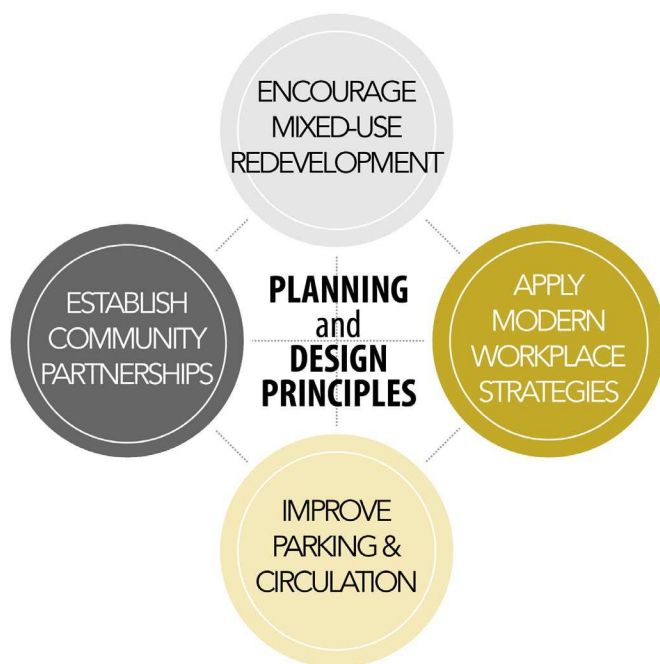 ENCOURAGE
MIXED-USE
REDEVELOPMENT
ESTABLISH
COMMUNITY
PARTNERSHIPS
PLANNING
and
DESIGN
PRINCIPLES
APPLY
MODERN
WORKPLACE
STRATEGIES
IMPROVE
PARKING &
CIRCULATION